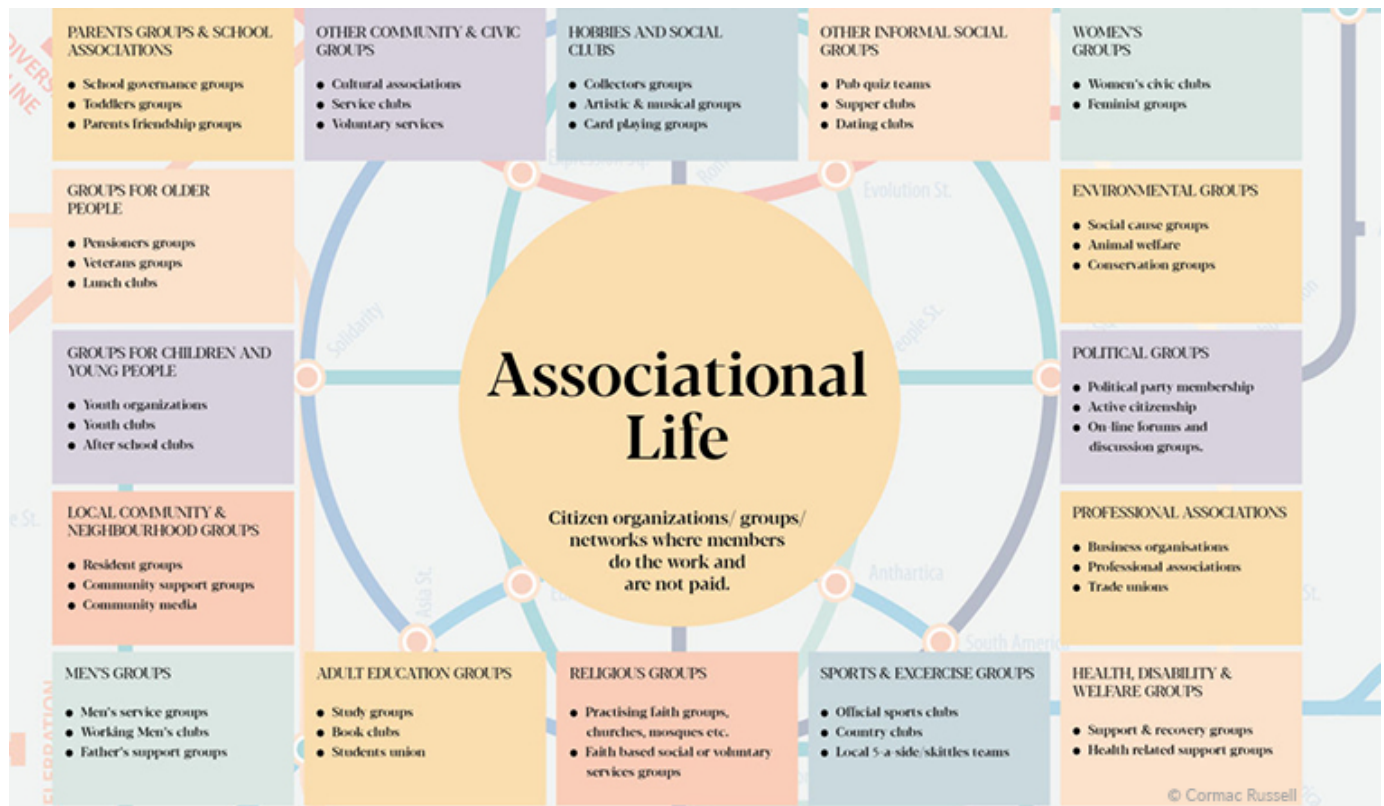 PARENTS GROUPS & SCHOOL
ASSOCIATIONS
● School governance groups
● Toddlers groups
● Parents friendship groups
OTHER COMMUNITY & CIVIC
GROUPS
● Cultural associations
● Service clubs
● Voluntary services
HOBBIES AND SOCIAL
CLUBS
● Collectors groups
● Artistic & musical groups
● Card playing groups
OTHER INFORMAL SOCIAL
GROUPS
● Pub quiz teams
● Supper clubs
● Dating clubs
WOMEN'S
GROUPS
● Women's civic clubs
● Feminist groups
GROUPS FOR OLDER
PEOPLE
● Pensioners groups
● Veterans groups
● Lunch clubs
Evolution St.
ENVIRONMENTAL GROUPS
● Social cause groups
● Animal welfare
● Conservation groups
GROUPS FOR CHILDREN AND
YOUNG PEOPLE
● Youth organizations
● Youth clubs
● After school clubs
Solidarity
Associational
Life
Citizen organizations/ groups/
networks where members
do the work and
are not paid.
POLITICAL GROUPS
● Political party membership
● Active citizenship
● On-line forums and
discussion groups.
LOCAL COMMUNITY &
NEIGHBOURHOOD GROUPS
● Resident groups
● Community support groups
● Community media
Asia St.
Anthartica
South America
PROFESSIONAL ASSOCIATIONS
● Business organisations
● Professional associations
● Trade unions
St.
MEN'S GROUPS
● Men's service groups
● Working Men's clubs
● Father's support groups
ADULT EDUCATION GROUPS
● Study groups
● Book clubs
● Students union
RELIGIOUS GROUPS
● Practising faith groups,
churches, mosques etc.
● Faith based social or voluntary
services groups
SPORTS & EXCERCISE GROUPS
● Official sports clubs
● Country clubs
● Local 5-a-side/skittles teams
HEALTH, DISABILITY &
WELFARE GROUPS
● Support & recovery groups
● Health related support groups
© Cormac Russell